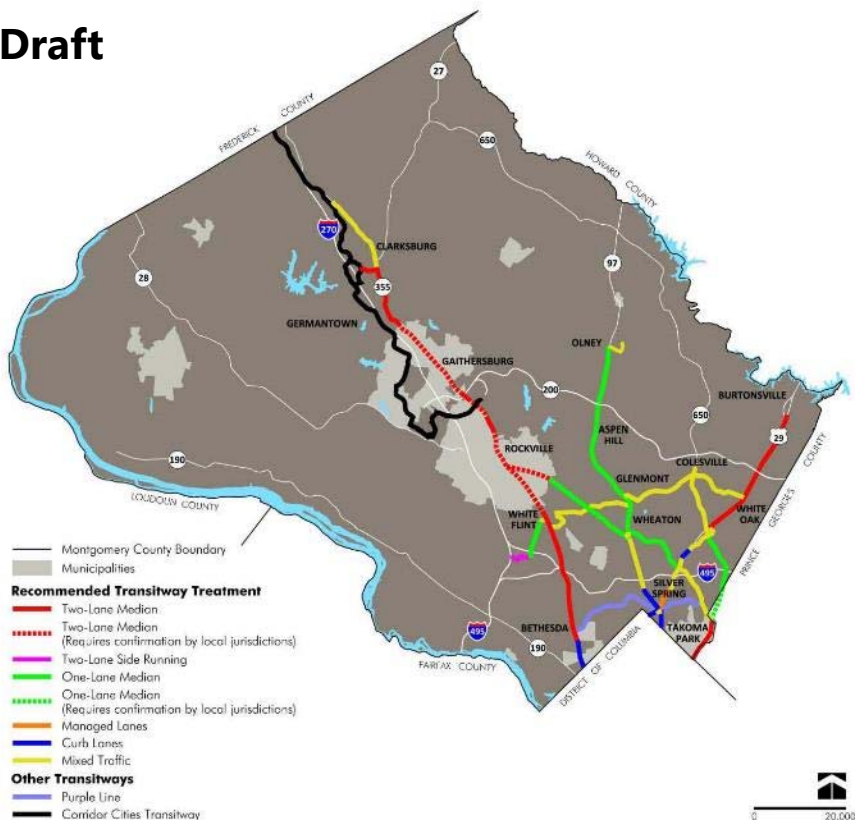 Draft
FREDERICK COUNTY
27
650
HOWARD COUNTY
270
CLARKSBURG
97
28
355
GERMANTOWN
GAITHERSBURG
OLNEY
200
BURTONSVILLE
650
29
ASPEN
HILL
ROCKVILLE
COLESVILLE
190
GLENMONT
LOUDOUN COUNTY
WHITE
FLINT
WHEATON
WHITE
OAK
PRINCE GEORGE'S COUNTY
SILVER
SPRING
495
495
BETHESDA
TAKOMA
PARK
190
FAIRFAX COUNTY
DISTRICT OF COLUMBIA
Montgomery County Boundary
Municipalities
Recommended Transitway Treatment
Two-Lane Median
Two-Lane Median
(Requires confirmation by local jurisdictions)
Two-Lane Side Running
One-Lane Median
One-Lane Median
(Requires confirmation by local jurisdictions)
Managed Lanes
Curb Lanes
Mixed Traffic
Other Transitways
Purple Line
Corridor Cities Transitway
0 20,000